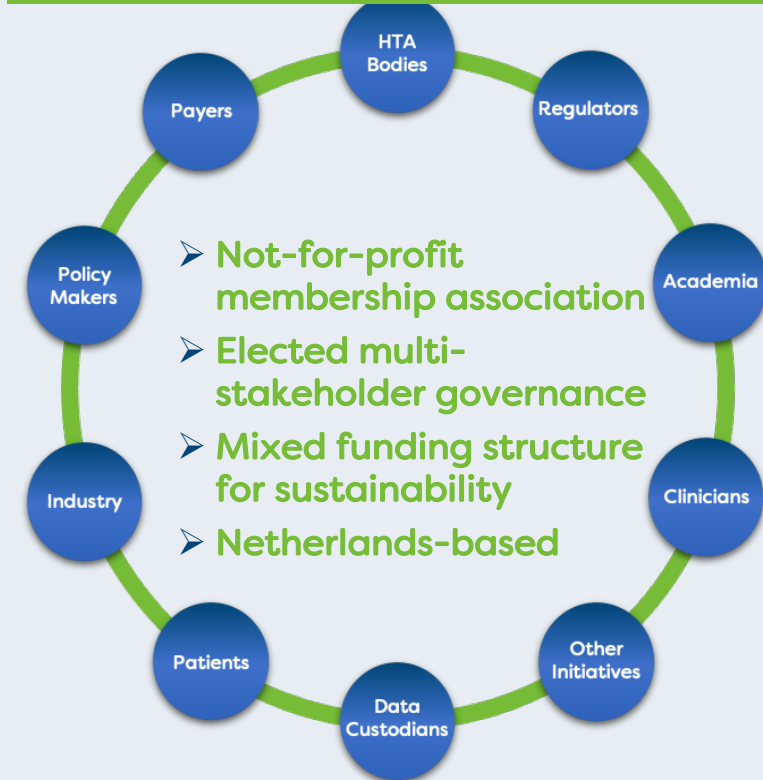 HTA
Bodies
Payers
Regulators
Policy
Makers
Academia
➢ Not-for-profit
membership association
➢ Elected multi-
stakeholder governance
➢ Mixed funding structure
for sustainability
➢ Netherlands-based
Industry
Clinicians
Patients
Other
Initiatives
Data
Custodians